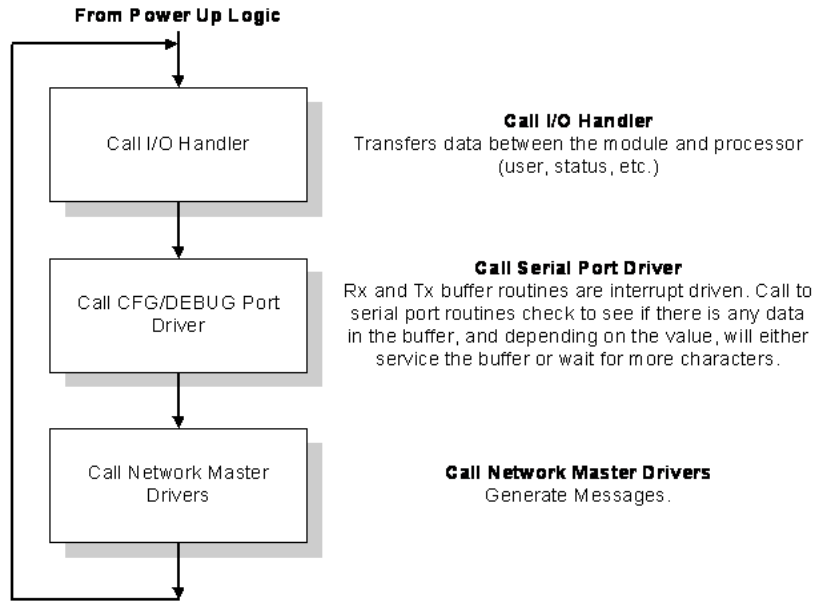 From Power Up Logic
Call I/O Handler
Call I/O Handler
Transfers data between the module and processor
(user, status, etc.)
Call CFG/DEBUG Port
Driver
Call Serial Port Driver
Rx and Tx buffer routines are interrupt driven. Call to
serial port routines check to see if there is any data
in the buffer, and depending on the value, will either
service the buffer or wait for more characters.
Call Network Master
Drivers
Call Network Master Drivers
Generate Messages.